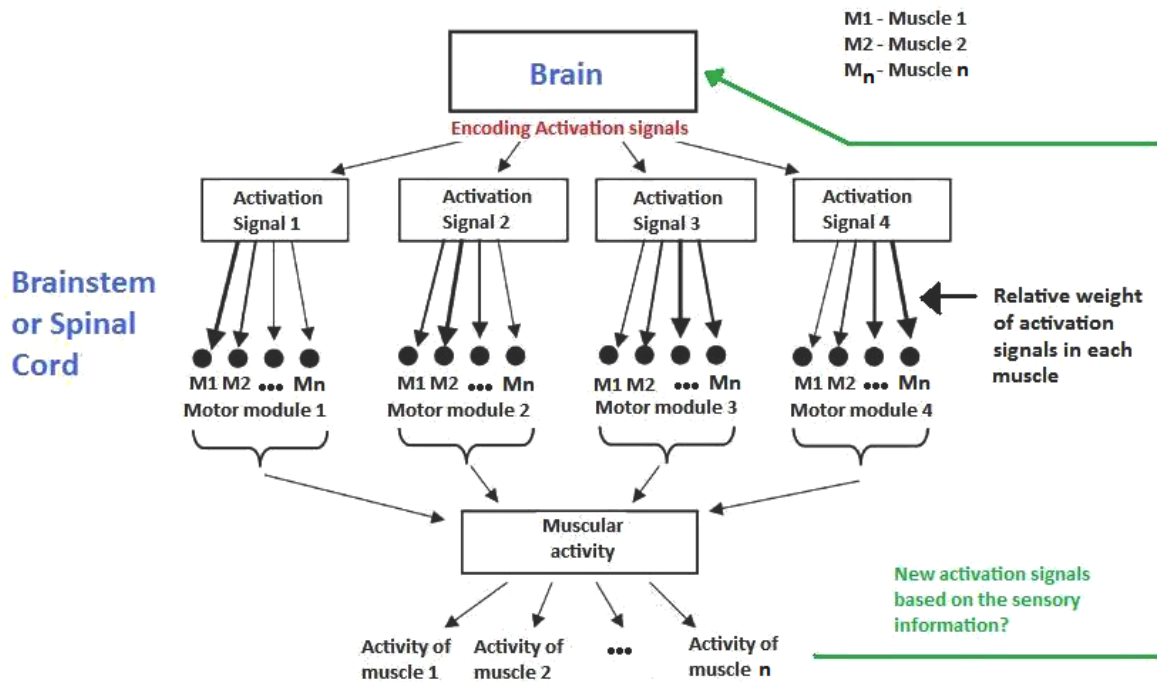 M1 - Muscle 1
M2 - Muscle 2
Mn - Muscle n
Brain
Encoding Activation signals
Activation
Signal 1
Activation
Signal 2
Activation
Signal 3
Activation
Signal 4
Brainstem
or Spinal
Cord
Relative weight
of activation
signals in each
muscle
M1 M2 ••• Mn
Motor module 1
M1 M2 ••• Mn
Motor module 2
M1 M2 ••• Mn
Motor module 3
M1 M2 ••• Mn
Motor module 4
Muscular
activity
New activation signals
based on the sensory
information?
Activity of
muscle 1
Activity of
muscle 2
•••
Activity of
muscle n